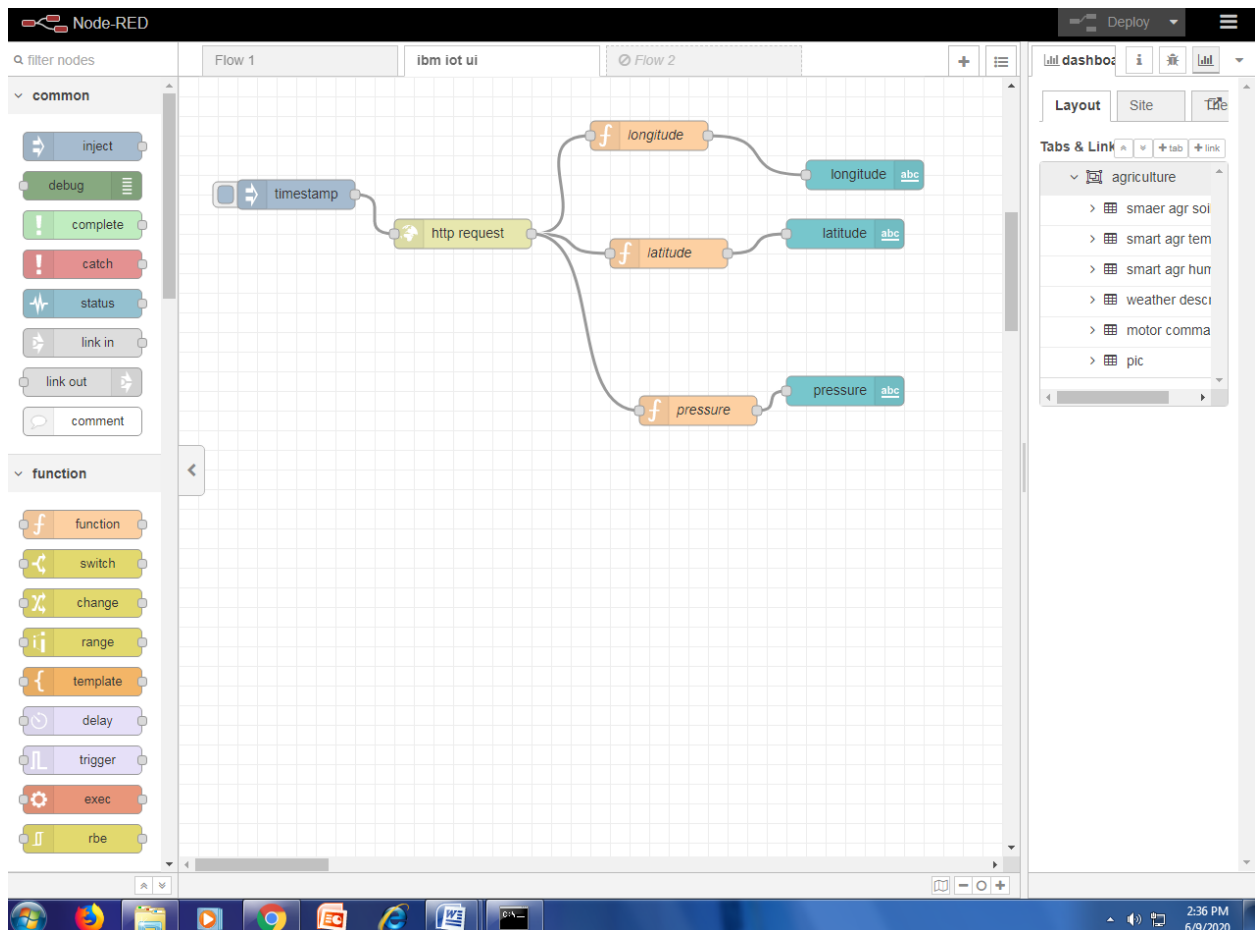 Node-RED
Deploy
filter nodes
Flow 1
ibm iot ui
Flow 2
dashboa
i
common
inject
debug
complete
catch
status
link in
link out
comment
function
function
switch
change
range
template
delay
trigger
exec
rbe
timestamp
http request
longitude
latitude
pressure
longitude abc
latitude abc
pressure abc
Layout
Site
The
Tabs & Link
+ tab
+ link
agriculture
smaer agr soi
smart agr tem
smart agr hum
weather descr
motor comma
pic
2:36 PM
6/9/2020